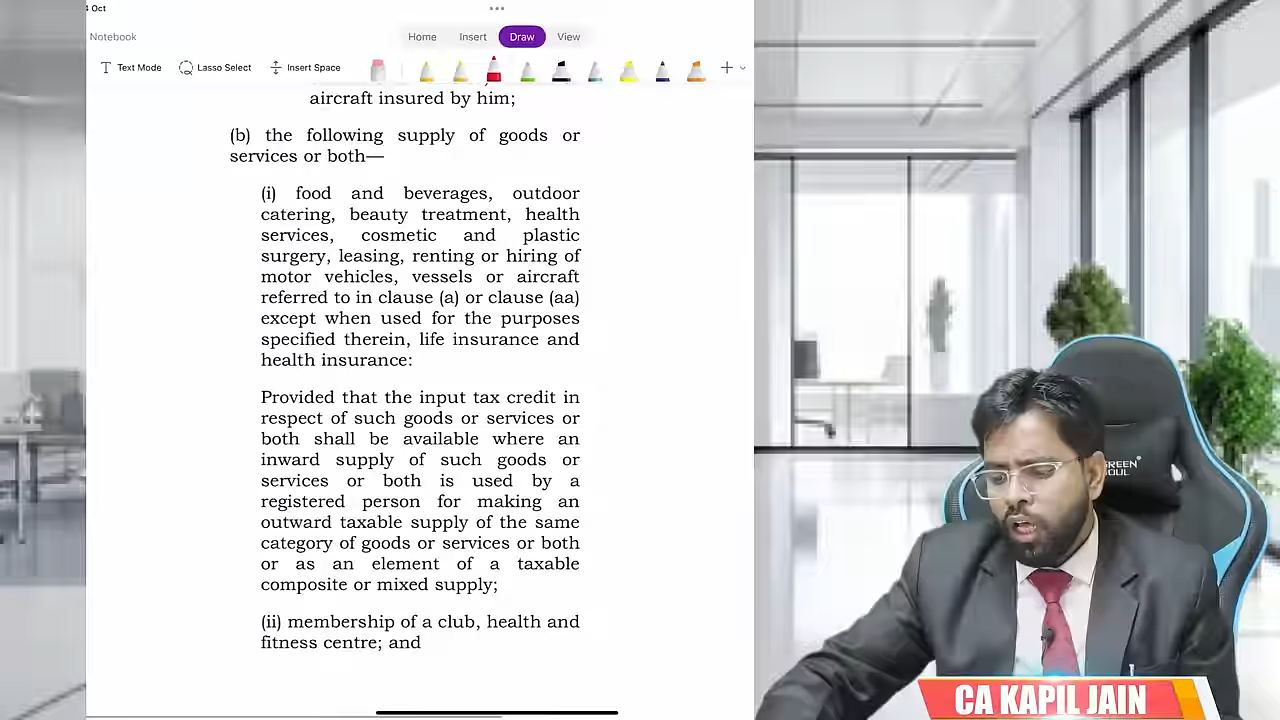 4 Oct
Notebook
Home Insert Draw View
Text Mode Lasso Select Insert Space
aircraft insured by him;
(b) the following supply of goods or
services or both—
(i) food and beverages, outdoor
catering, beauty treatment, health
services, cosmetic and plastic
surgery, leasing, renting or hiring of
motor vehicles, vessels or aircraft
referred to in clause (a) or clause (aa)
except when used for the purposes
specified therein, life insurance and
health insurance:
Provided that the input tax credit in
respect of such goods or services or
both shall be available where an
inward supply of such goods or
services or both is used by a
registered person for making an
outward taxable supply of the same
category of goods or services or both
or as an element of a taxable
composite or mixed supply;
(ii) membership of a club, health and
fitness centre; and
GREEN
SOUL
CA KAPIL JAIN